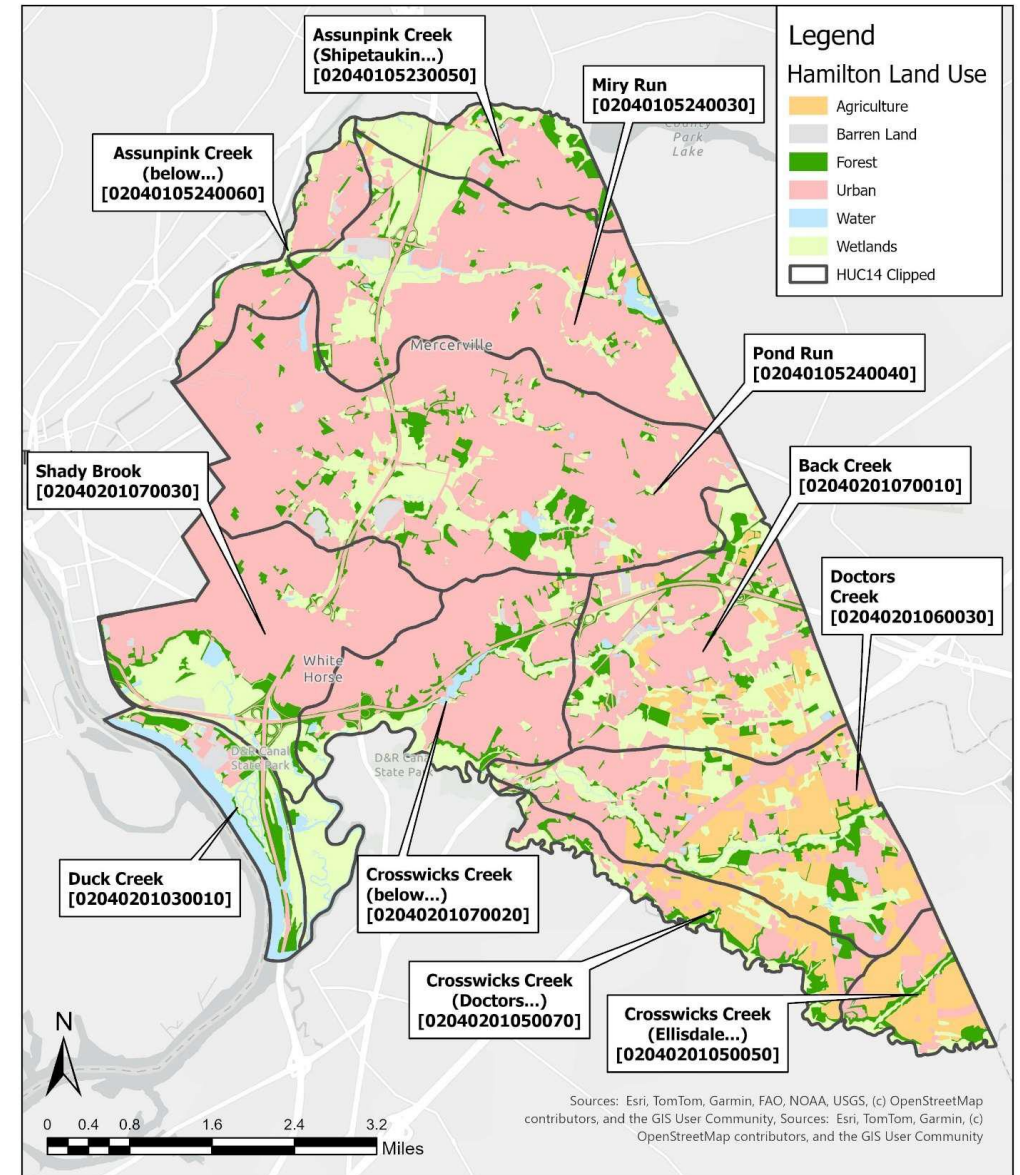 Legend
Hamilton Land Use
Agriculture
Barren Land
Forest
Urban
Water
Wetlands
HUC14 Clipped
Assunpink Creek
(Shipetaukin...)
[02040105230050]
Miry Run
[02040105240030]
County
Park
Lake
Assunpink Creek
(below...)
[02040105240060]
Mercerville
Pond Run
[02040105240040]
Shady Brook
[02040201070030]
Back Creek
[02040201070010]
Doctors
Creek
[02040201060030]
White
Horse
D&R Canal
State Park
D&R Canal
State Park
Duck Creek
[02040201030010]
Crosswicks Creek
(below...)
[02040201070020]
Crosswicks Creek
(Doctors...)
[02040201050070]
Crosswicks Creek
(Ellisdale...)
[02040201050050]
N
0 0.4 0.8 1.6 2.4 3.2
Miles
Sources: Esri, TomTom, Garmin, FAO, NOAA, USGS, (c) OpenStreetMap
contributors, and the GIS User Community, Sources: Esri, TomTom, Garmin, (c)
OpenStreetMap contributors, and the GIS User Community